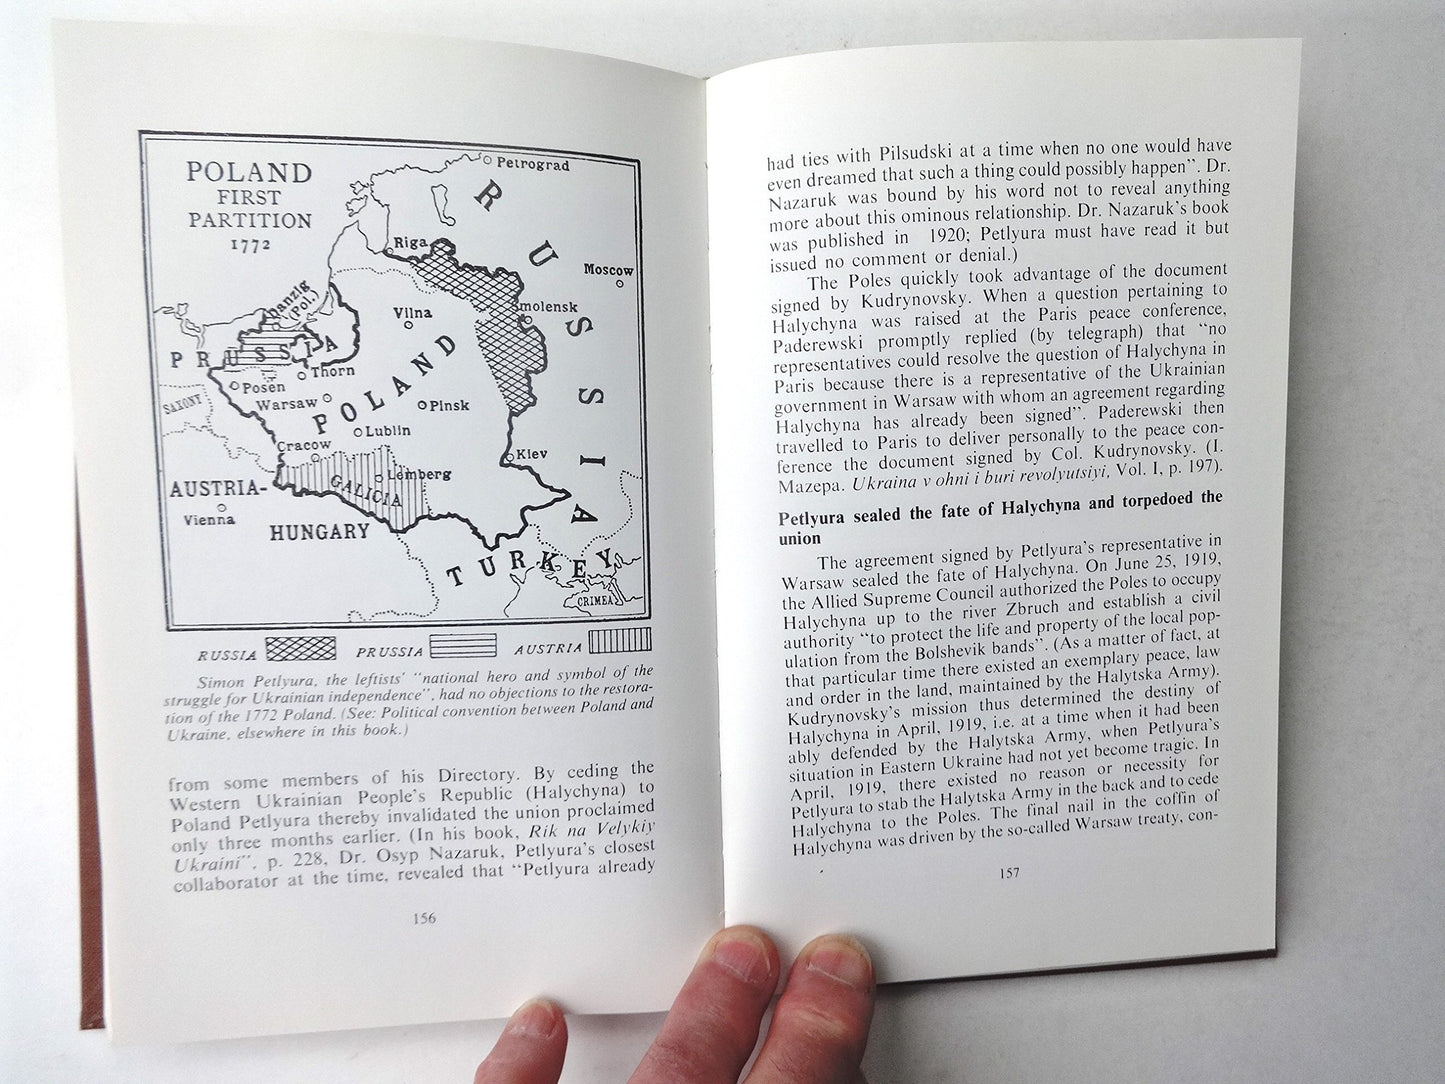 POLAND
FIRST
PARTITION
1772
Petrograd
Riga
Moscow
Danzig
(Pol.)
Vilna
molensk
PRUSSIA
Thorn
Posen
SAXONY
Warsaw
POLAND
Pinsk
Lublin
Cracow
Kiev
Lemberg
GALICIA
AUSTRIA-
Vienna
HUNGARY
RUSSIA
TURKEY
CRIMEA
RUSSIA PRUSSIA AUSTRIA
Simon Petlyura, the leftists' "national hero and symbol of the
struggle for Ukrainian independence", had no objections to the restora-
tion of the 1772 Poland. (See: Political convention between Poland and
Ukraine, elsewhere in this book.)
from some members of his Directory. By ceding the
Western Ukrainian People's Republic (Halychyna) to
Poland Petlyura thereby invalidated the union proclaimed
only three months earlier. (In his book, Rik na Velykiy
Ukraini", p. 228, Dr. Osyp Nazaruk, Petlyura's closest
collaborator at the time, revealed that "Petlyura already
156
had ties with Pilsudski at a time when no one would have
even dreamed that such a thing could possibly happen". Dr.
Nazaruk was bound by his word not to reveal anything
more about this ominous relationship. Dr. Nazaruk's book
was published in 1920; Petlyura must have read it but
issued no comment or denial.)
The Poles quickly took advantage of the document
signed by Kudrynovsky. When a question pertaining to
Halychyna was raised at the Paris peace conference,
Paderewski promptly replied (by telegraph) that "no
representatives could resolve the question of Halychyna in
Paris because there is a representative of the Ukrainian
government in Warsaw with whom an agreement regarding
Halychyna has already been signed". Paderewski then
travelled to Paris to deliver personally to the peace con-
ference the document signed by Col. Kudrynovsky. (I.
Mazepa. Ukraina v ohni i buri revolyutsiyi, Vol. I, p. 197).
Petlyura sealed the fate of Halychyna and torpedoed the
union
The agreement signed by Petlyura's representative in
Warsaw sealed the fate of Halychyna. On June 25, 1919,
the Allied Supreme Council authorized the Poles to occupy
Halychyna up to the river Zbruch and establish a civil
authority "to protect the life and property of the local pop-
ulation from the Bolshevik bands". (As a matter of fact, at
that particular time there existed an exemplary peace, law
and order in the land, maintained by the Halytska Army).
Kudrynovsky's mission thus determined the destiny of
Halychyna in April, 1919, i.e. at a time when it had been
ably defended by the Halytska Army, when Petlyura's
situation in Eastern Ukraine had not yet become tragic. In
April, 1919, there existed no reason or necessity for
Petlyura to stab the Halytska Army in the back and to cede
Halychyna to the Poles. The final nail in the coffin of
Halychyna was driven by the so-called Warsaw treaty, con-
157